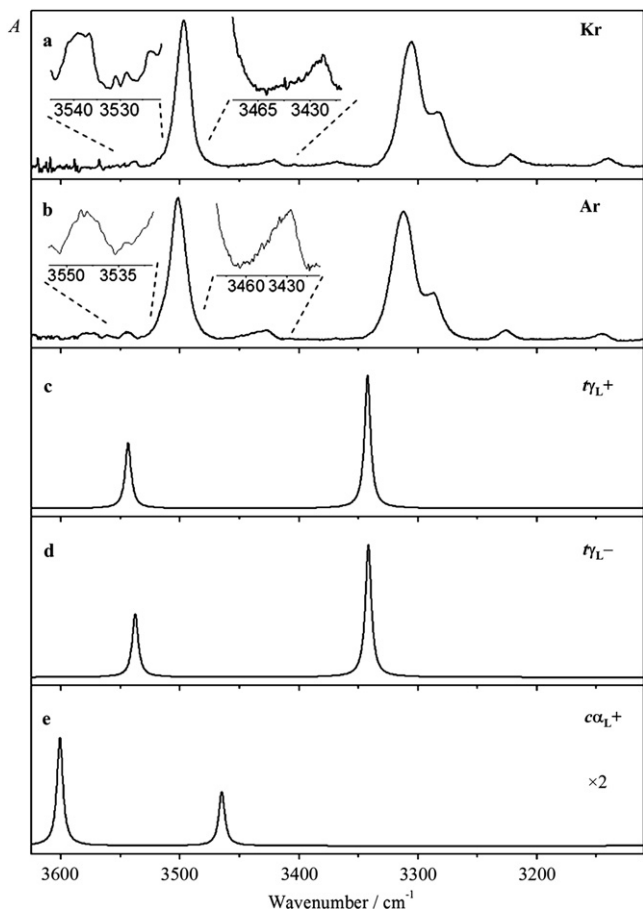 A
a Kr
3540 3530 3465 3430
b Ar
3550 3535 3460 3430
c tγL+
d tγL−
e cαL+
×2
3600 3500 3400 3300 3200
Wavenumber / cm-1